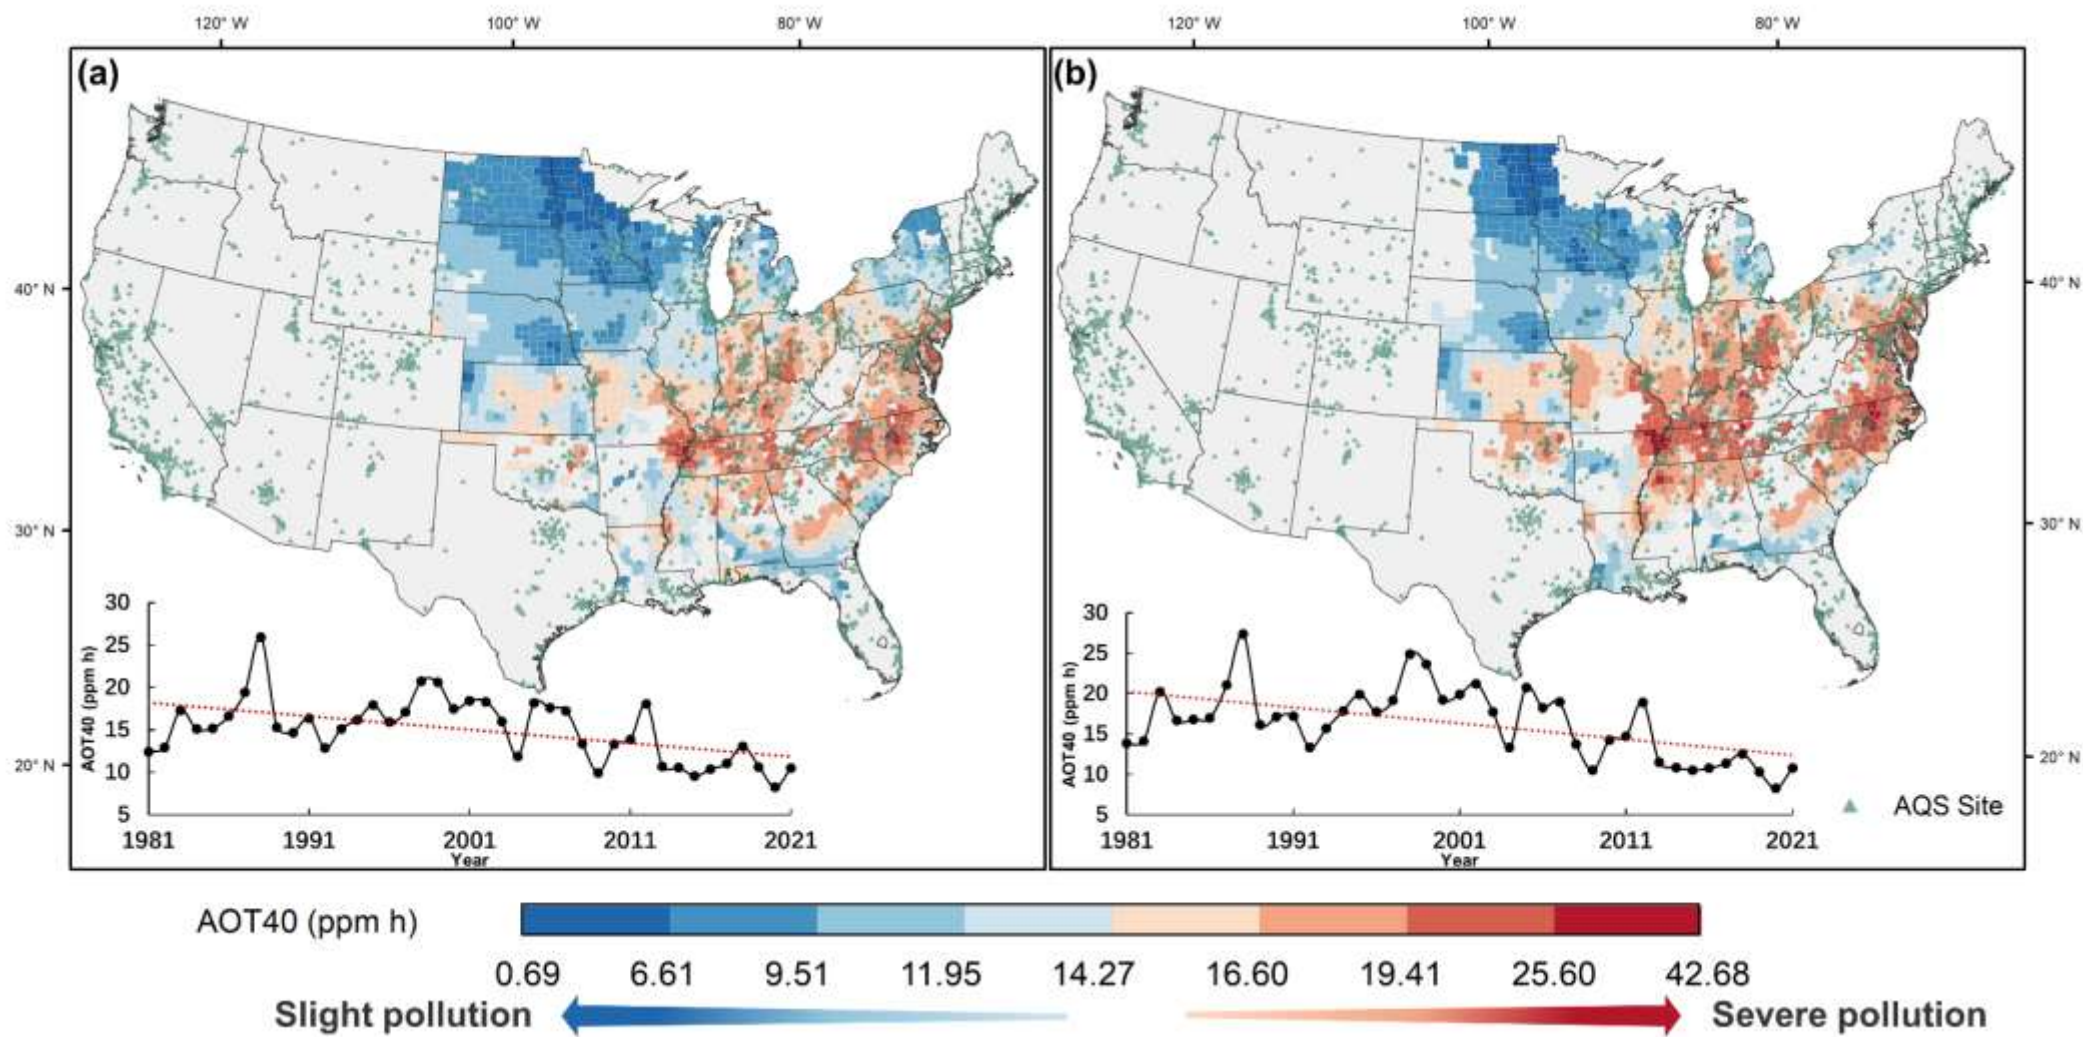 120° W 100° W 80° W 120° W 100° W 80° W
(a) (b)
40° N 40° N
30° N 30° N
20° N 20° N
30
25
20
15
10
5
AOT40 (ppm h)
1981 1991 2001 2011 2021
Year
30
25
20
15
10
5
AOT40 (ppm h)
1981 1991 2001 2011 2021
Year
AQS Site
AOT40 (ppm h)
0.69 6.61 9.51 11.95 14.27 16.60 19.41 25.60 42.68
Slight pollution Severe pollution